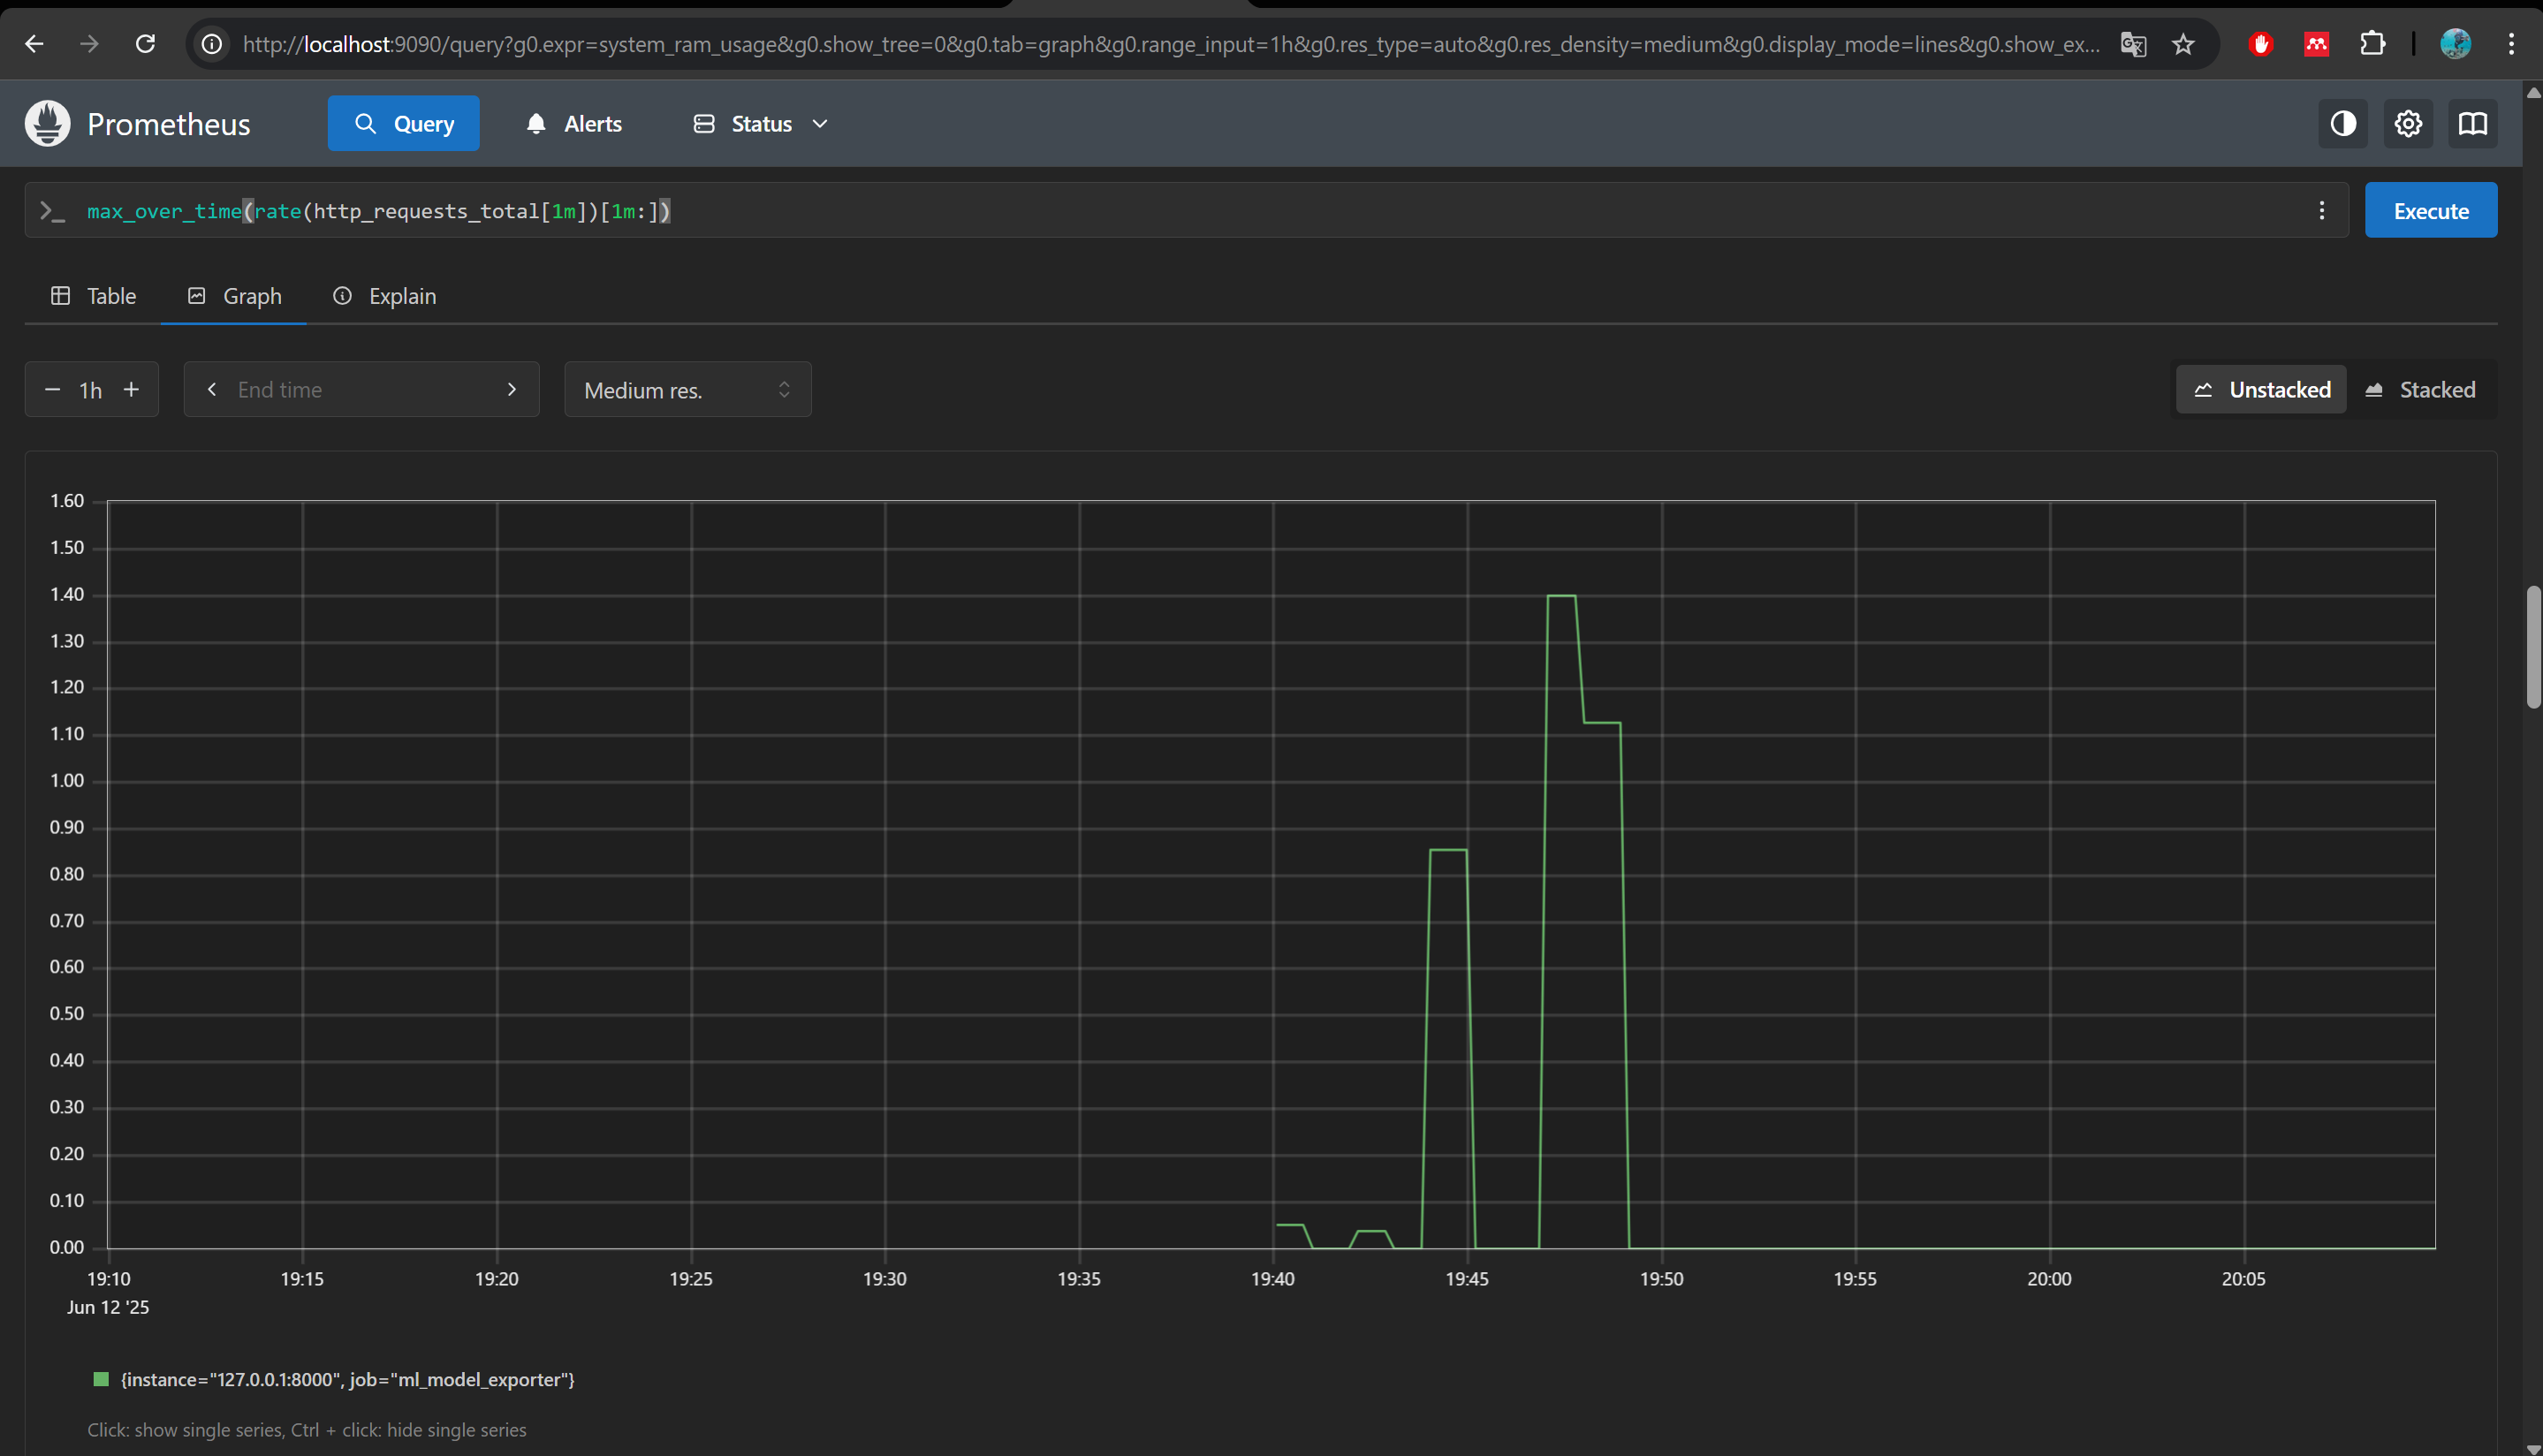 http://localhost:9090/query?g0.expr=system_ram_usage&g0.show_tree=0&g0.tab=graph&g0.range_input=1h&g0.res_type=auto&g0.res_density=medium&g0.display_mode=lines&g0.show_ex...
Prometheus Query Alerts Status
max_over_time(rate(http_requests_total[1m])[1m:]) Execute
Table Graph Explain
1h End time Medium res. Unstacked Stacked
1.60
1.50
1.40
1.30
1.20
1.10
1.00
0.90
0.80
0.70
0.60
0.50
0.40
0.30
0.20
0.10
0.00
19:10 19:15 19:20 19:25 19:30 19:35 19:40 19:45 19:50 19:55 20:00 20:05
Jun 12 '25
{instance="127.0.0.1:8000", job="ml_model_exporter"}
Click: show single series, Ctrl + click: hide single series